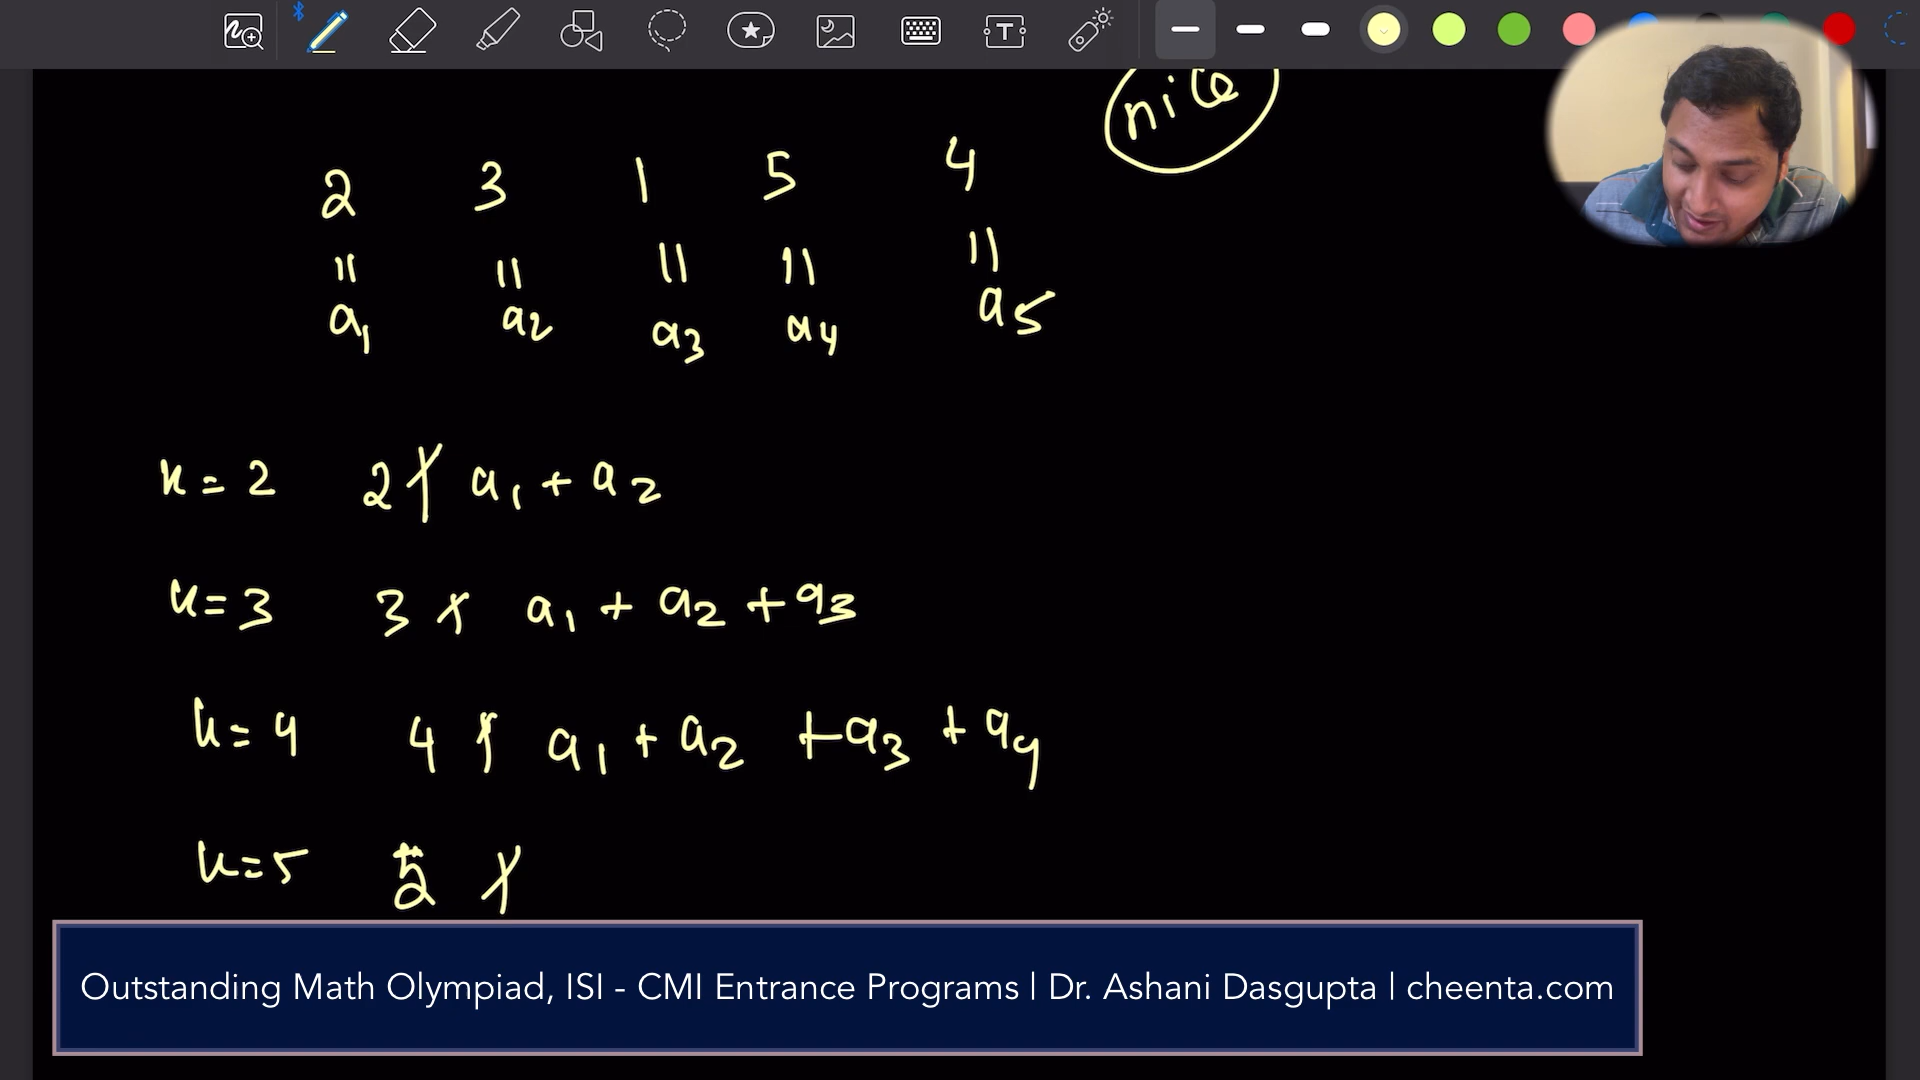 nice
2 3 1 5 4
|| || || || ||
a₁ a₂ a₃ a₄ a₅
k=2 2 ∤ a₁ + a₂
k=3 3 ∤ a₁ + a₂ + a₃
k=4 4 ∤ a₁ + a₂ + a₃ + a₄
k=5 5 ∤
Outstanding Math Olympiad, ISI - CMI Entrance Programs | Dr. Ashani Dasgupta | cheenta.com